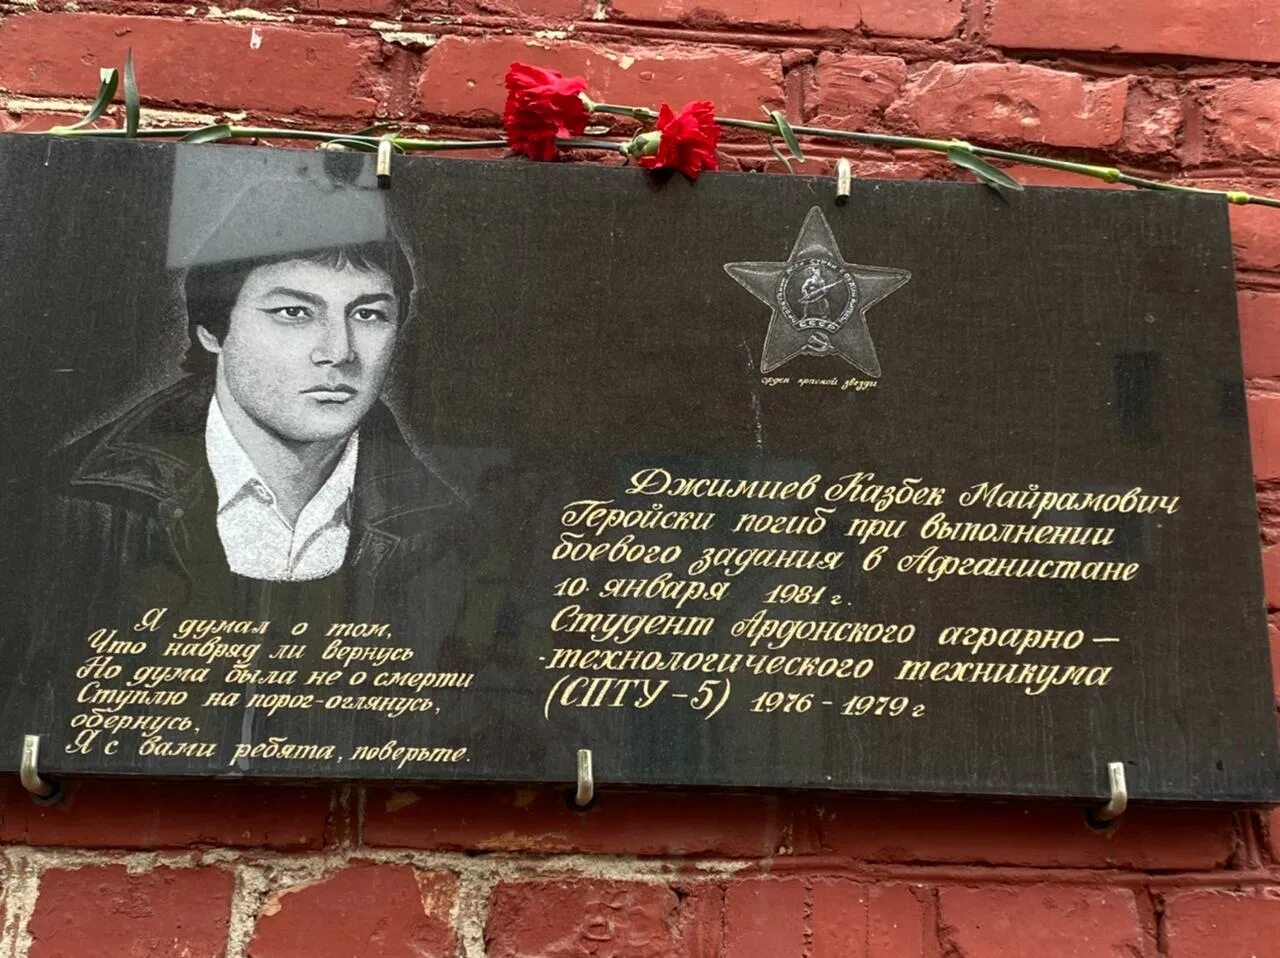 Я думал о том,
Что навряд ли вернусь
Но дума была не о смерти
Ступлю на порог-оглянусь,
обернусь,
Я с вами ребята, поверьте.
СССР
орден красной звезды
Джимиев Казбек Майрамович
Геройски погиб при выполнении
боевого задания в Афганистане
10. января 1981 г.
Студент Ардонского аграрно –
-технологического техникума
(СПТУ – 5) 1976 - 1979 г